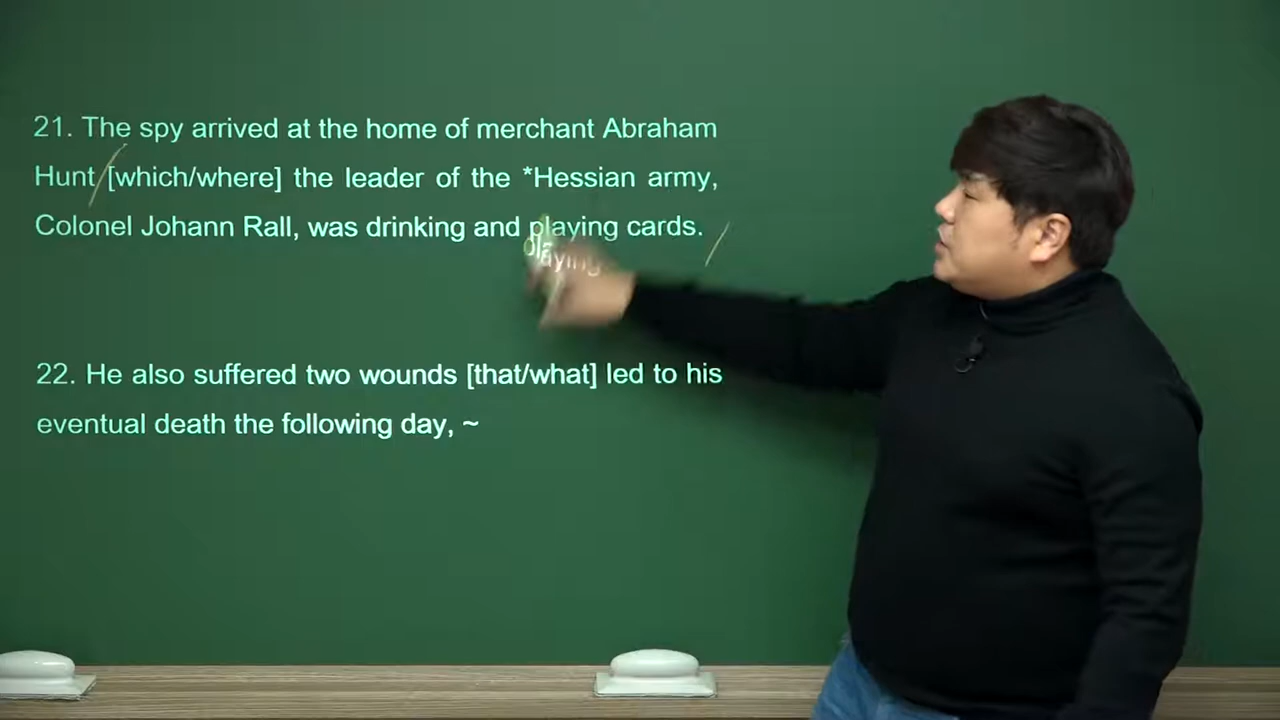 21. The spy arrived at the home of merchant Abraham
Hunt [which/where] the leader of the *Hessian army,
Colonel Johann Rall, was drinking and playing cards.
22. He also suffered two wounds [that/what] led to his
eventual death the following day, ~